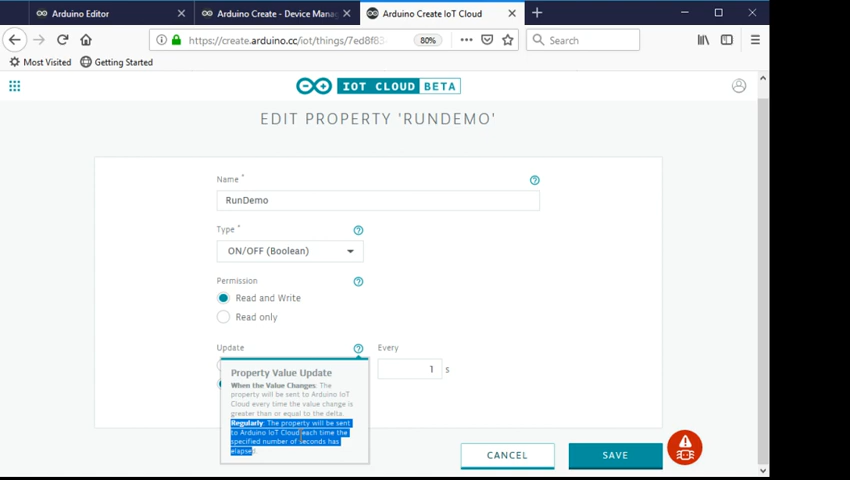 Arduino Editor
Arduino Create - Device Manag
Arduino Create IoT Cloud
https://create.arduino.cc/iot/things/7ed8f83
80%
Search
Most Visited
Getting Started
IOT CLOUD BETA
EDIT PROPERTY 'RUNDEMO'
Name *
RunDemo
Type *
ON/OFF (Boolean)
Permission
Read and Write
Read only
Update
Every
1 s
Property Value Update
When the Value Changes: The
property will be sent to Arduino IoT
Cloud every time the value change is
greater than or equal to the delta.
Regularly: The property will be sent
to Arduino IoT Cloud each time the
specified number of seconds has
elapsed.
CANCEL
SAVE